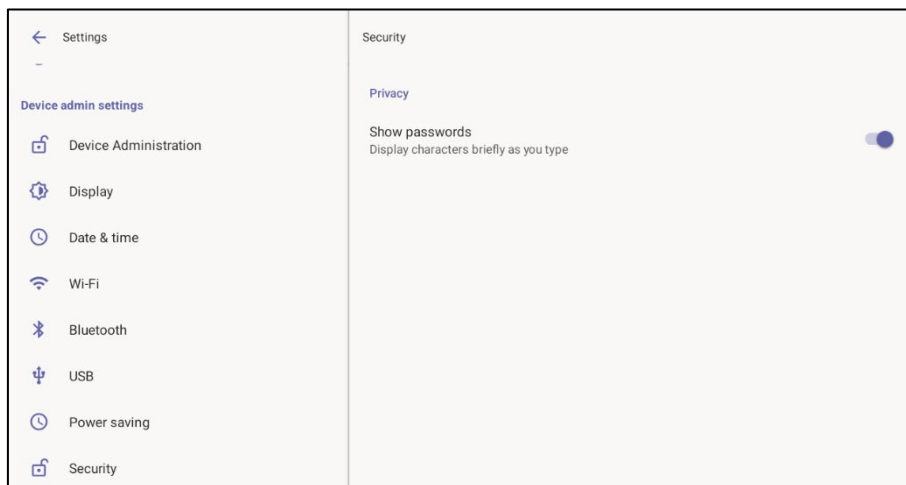 Settings
Device admin settings
Device Administration
Display
Date & time
Wi-Fi
Bluetooth
USB
Power saving
Security
Security
Privacy
Show passwords
Display characters briefly as you type